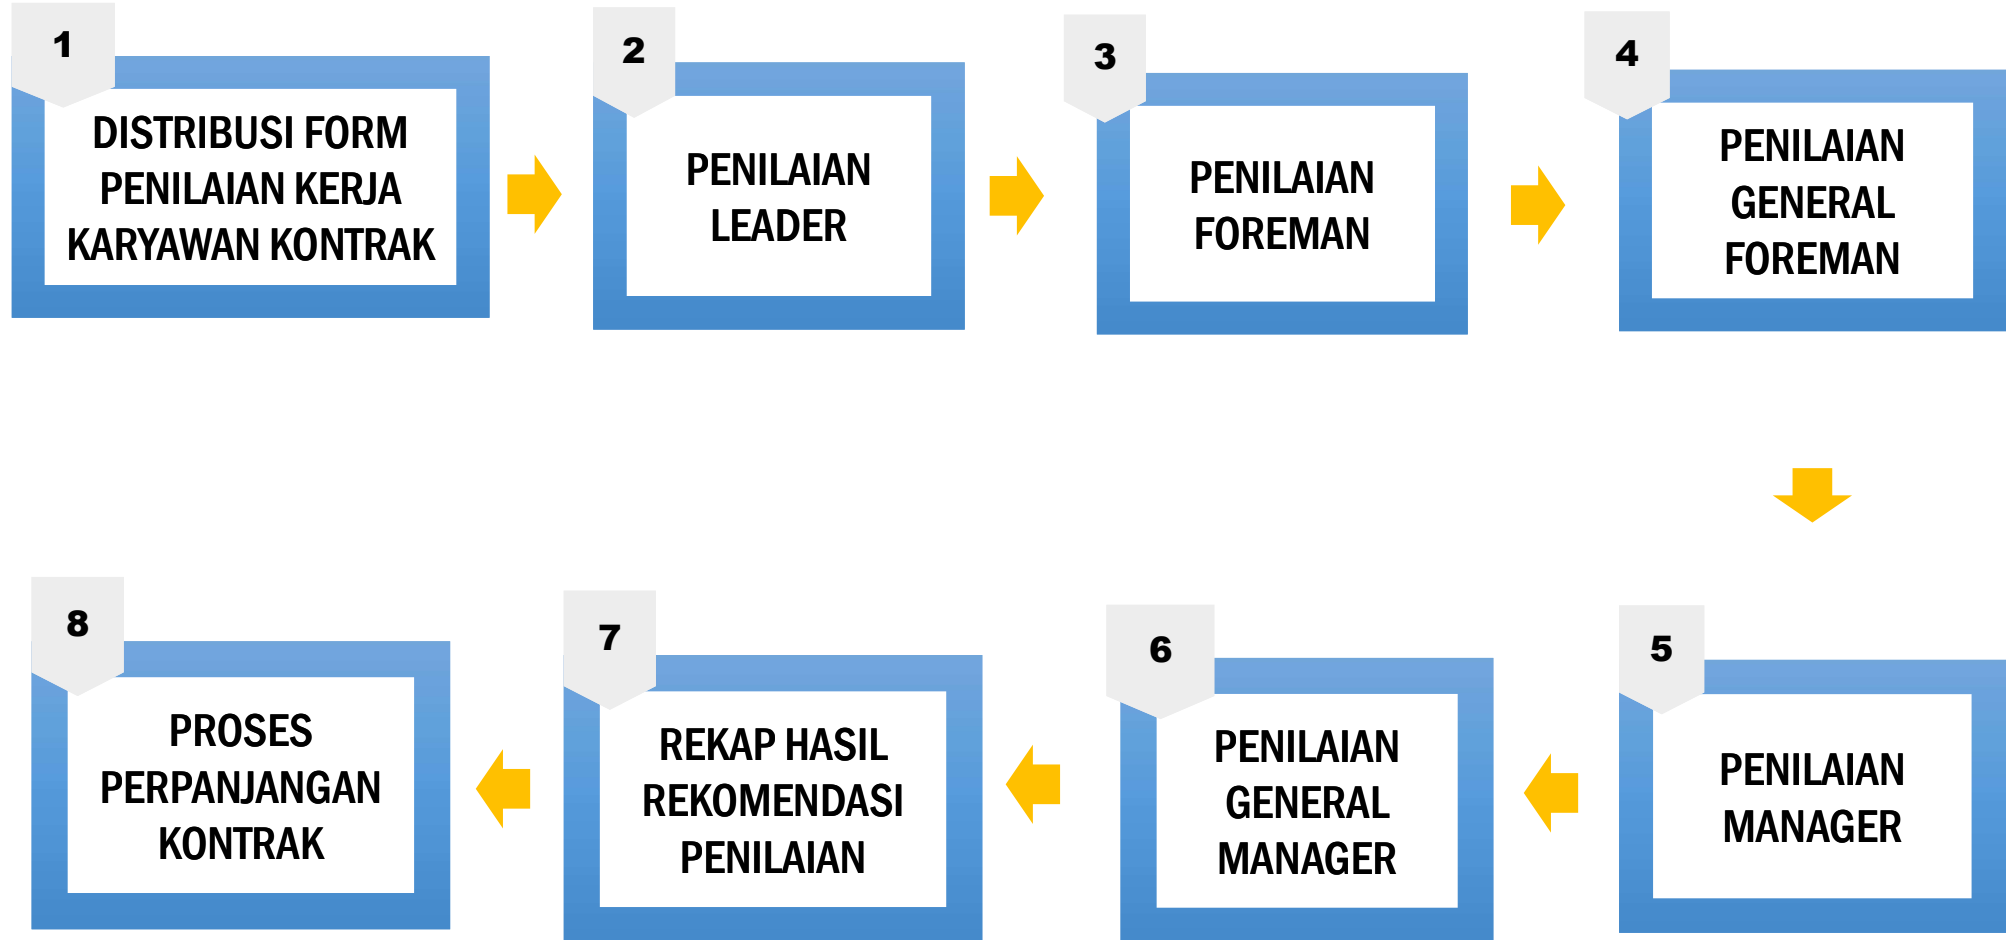 1
DISTRIBUSI FORM
PENILAIAN KERJA
KARYAWAN KONTRAK
2
PENILAIAN
LEADER
3
PENILAIAN
FOREMAN
4
PENILAIAN
GENERAL
FOREMAN
5
PENILAIAN
MANAGER
6
PENILAIAN
GENERAL
MANAGER
7
REKAP HASIL
REKOMENDASI
PENILAIAN
8
PROSES
PERPANJANGAN
KONTRAK